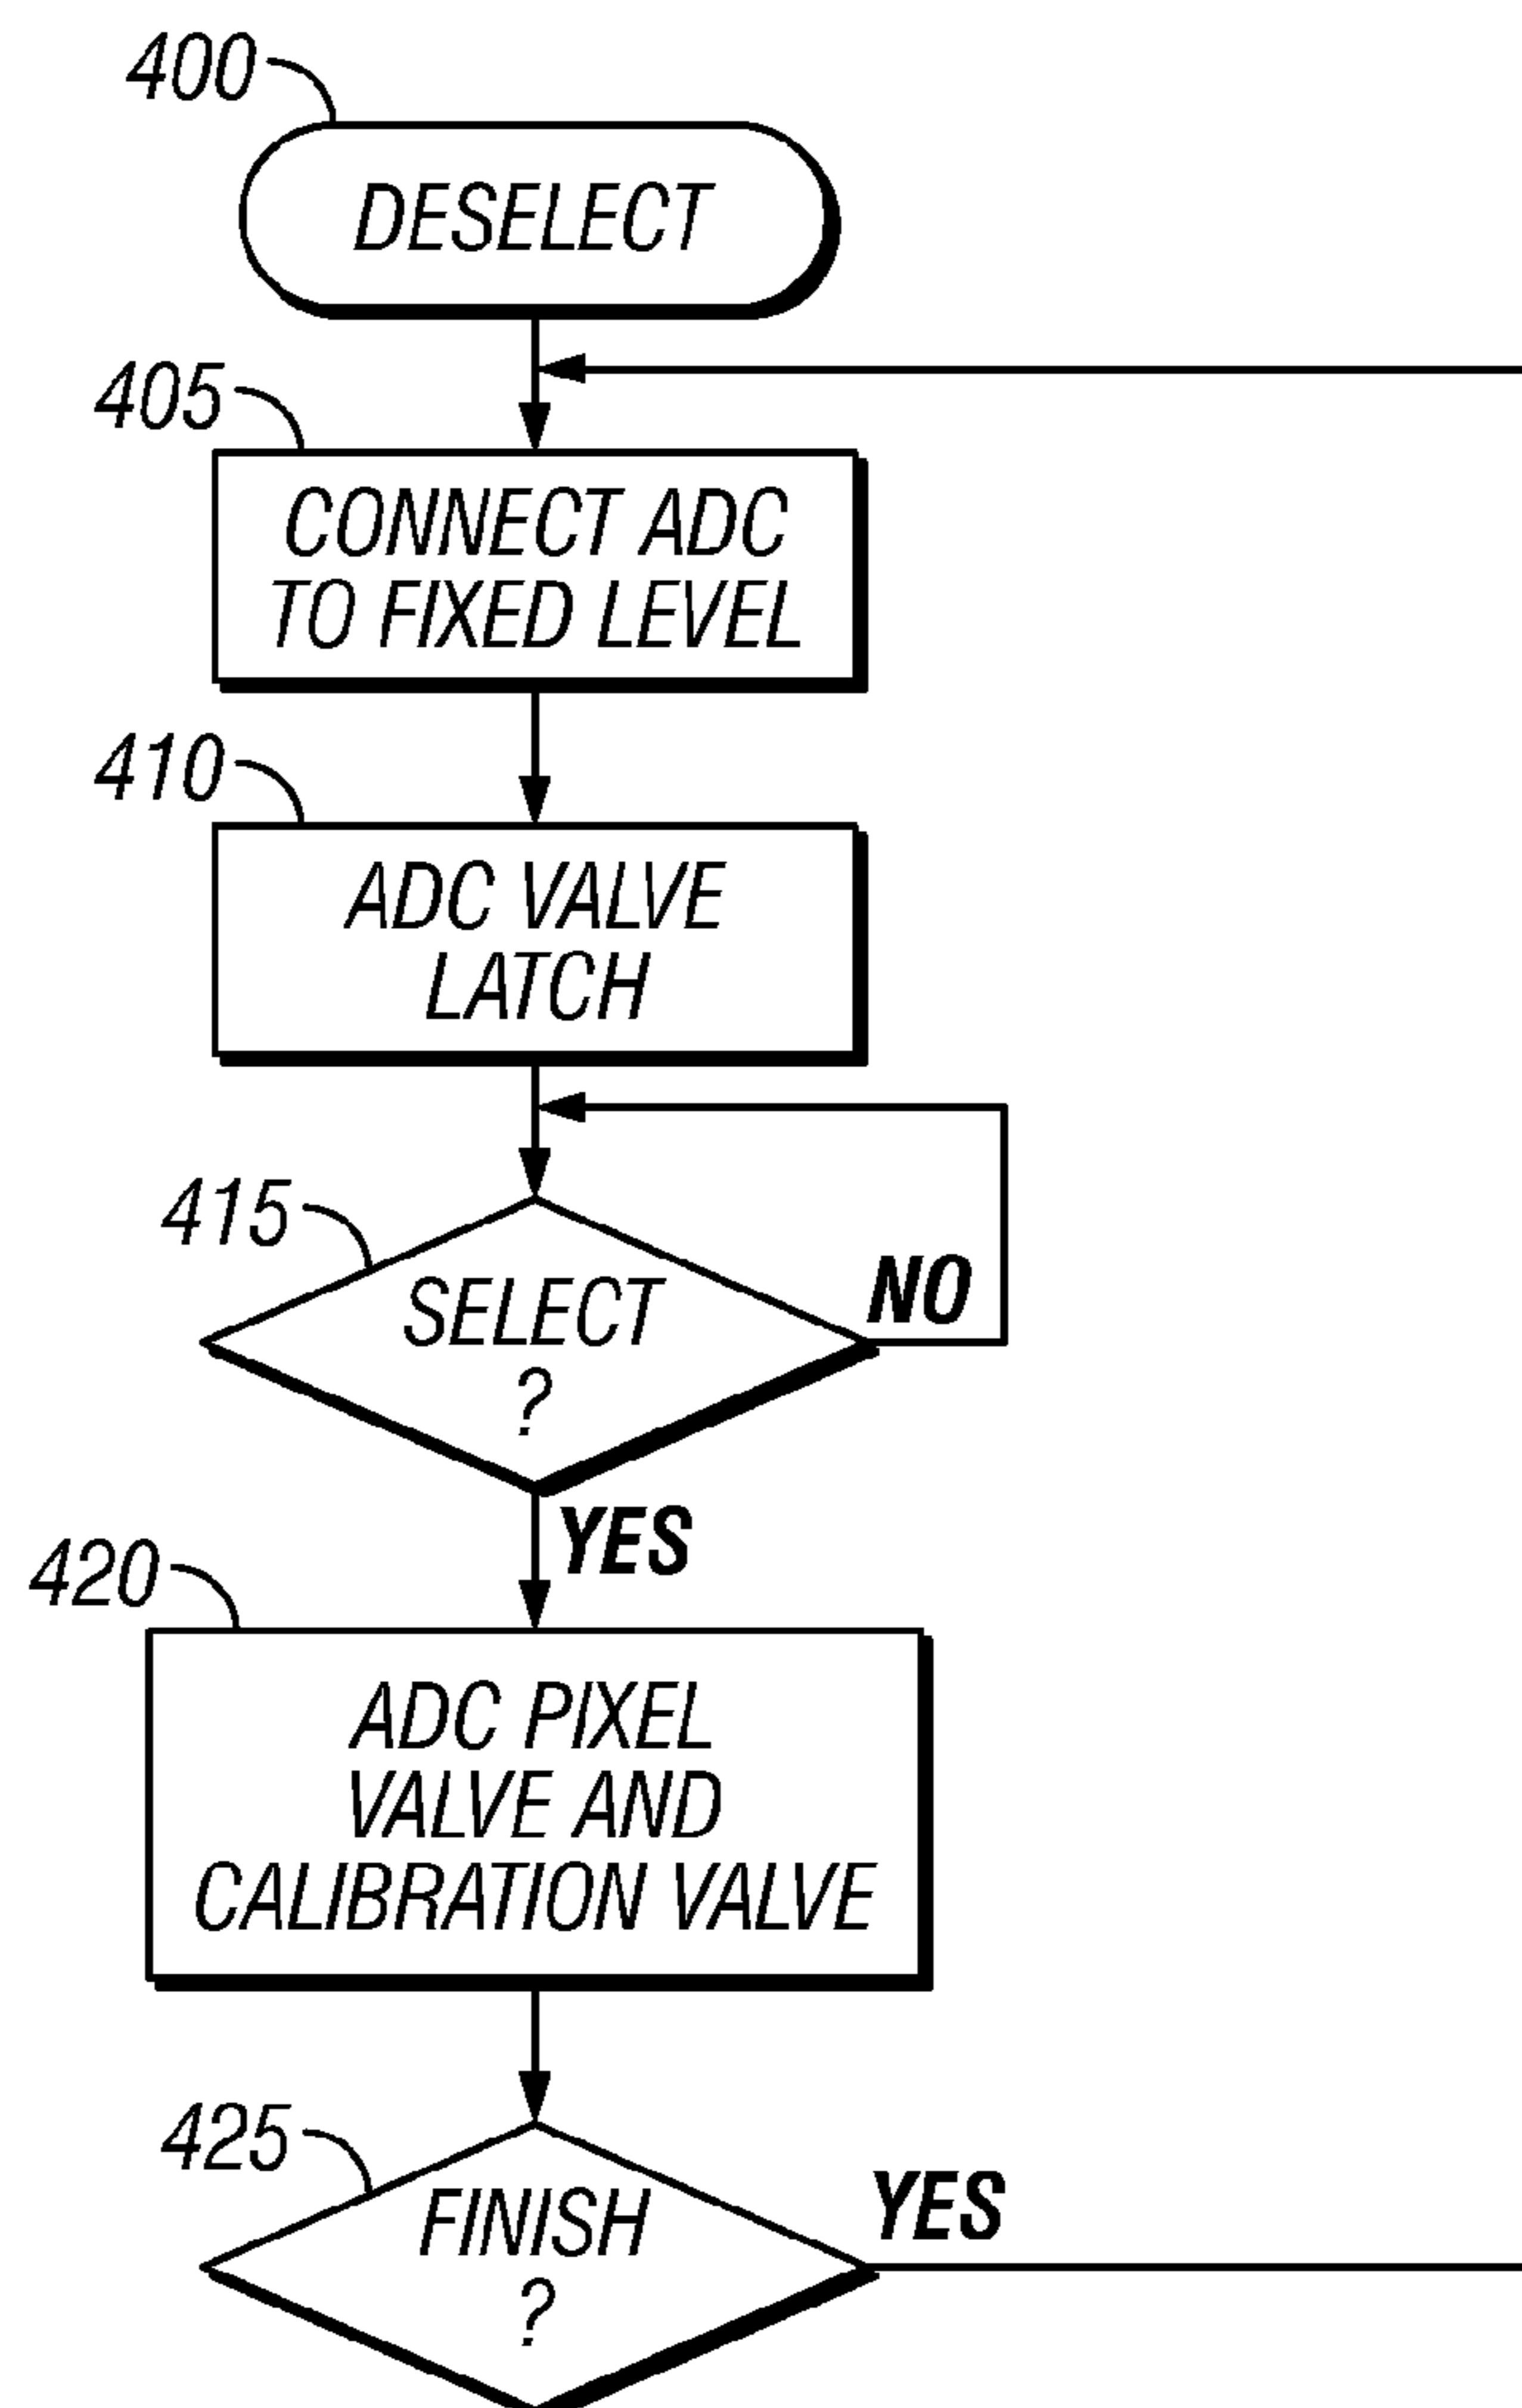 400
DESELECT
405
CONNECT ADC
TO FIXED LEVEL
410
ADC VALVE
LATCH
415
SELECT
?
NO
YES
420
ADC PIXEL
VALVE AND
CALIBRATION VALVE
425
FINISH
?
YES